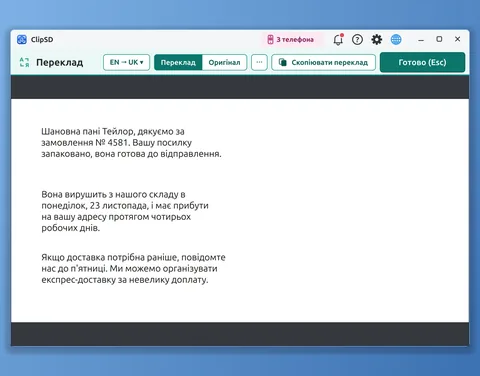 ClipSD
З телефона
Переклад
EN → UK ▾
Переклад
Оригінал
···
Скопіювати переклад
Готово (Esc)
Шановна пані Тейлор, дякуємо за
замовлення № 4581. Вашу посилку
запаковано, вона готова до відправлення.
Вона вирушить з нашого складу в
понеділок, 23 листопада, і має прибути
на вашу адресу протягом чотирьох
робочих днів.
Якщо доставка потрібна раніше, повідомте
нас до п'ятниці. Ми можемо організувати
експрес-доставку за невелику доплату.